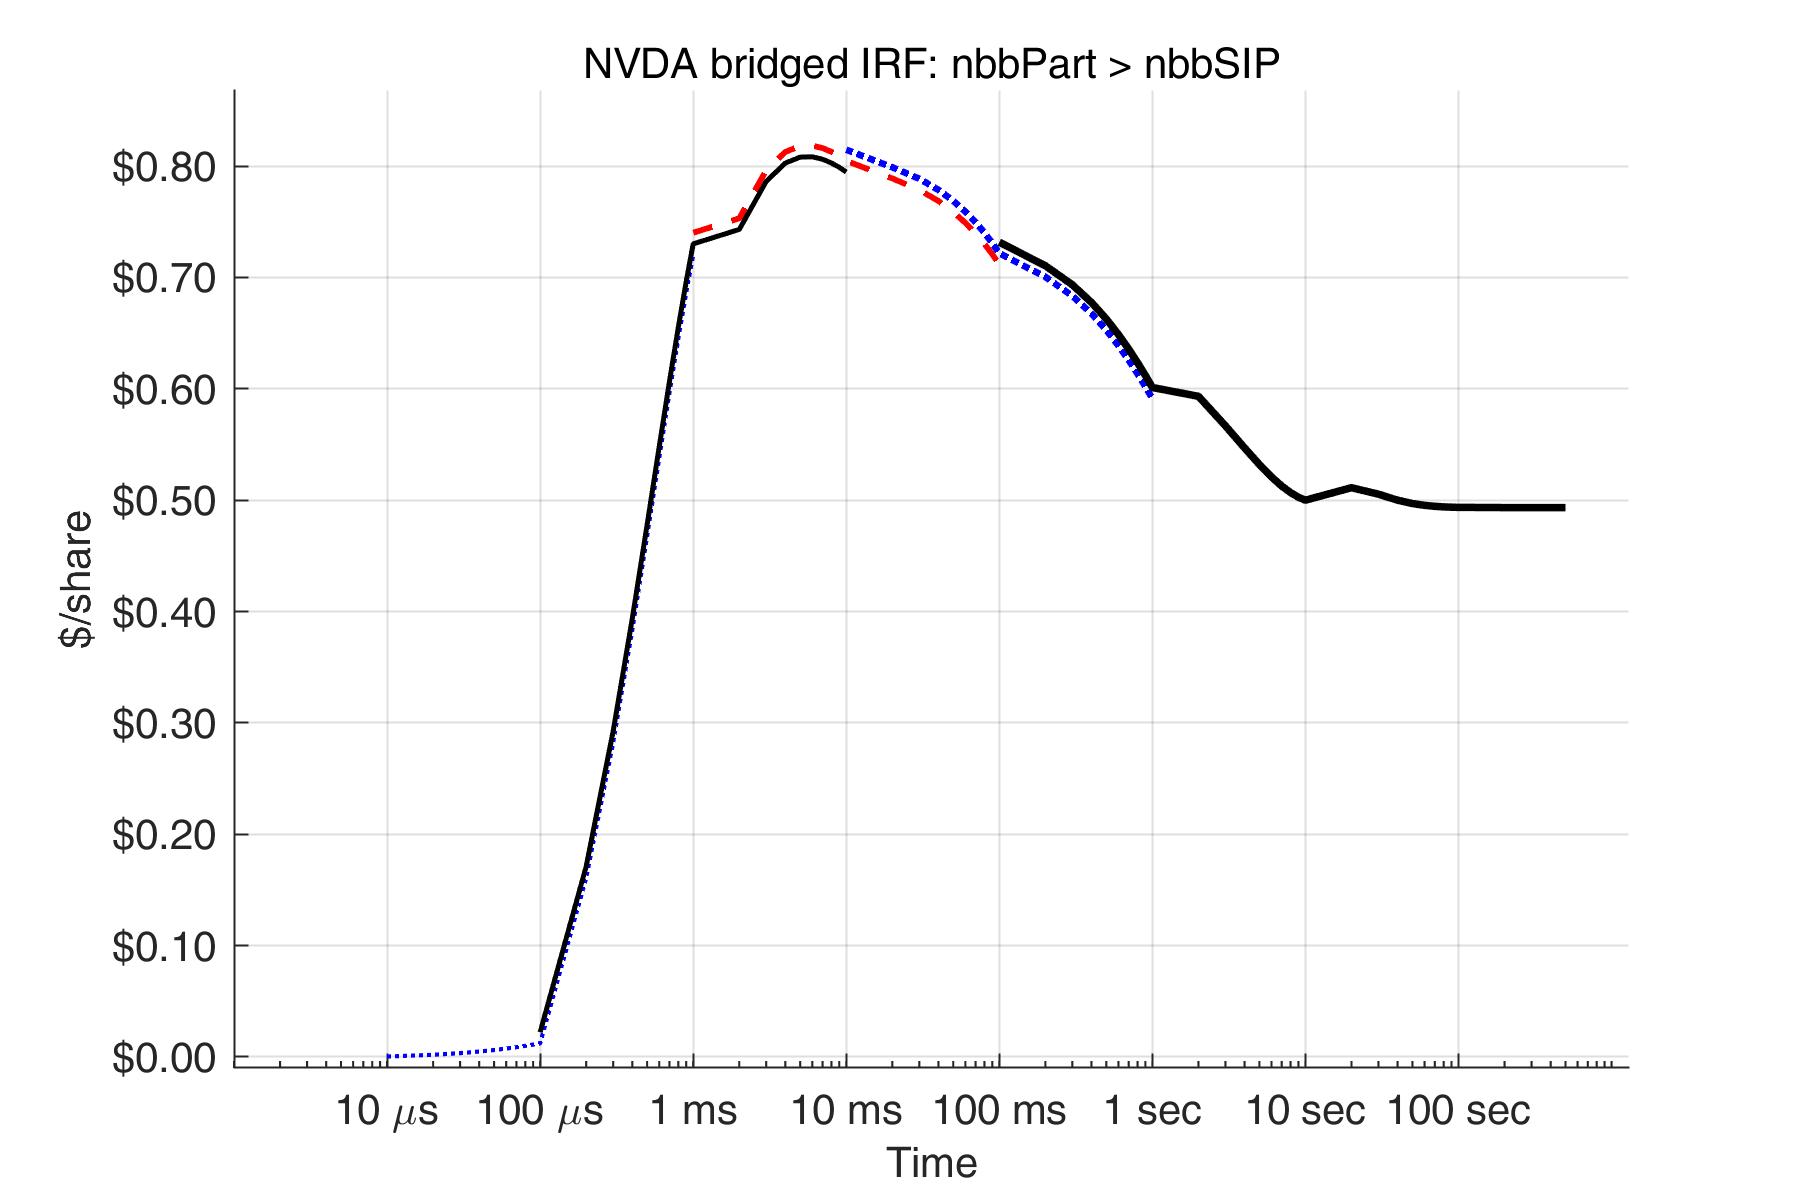 NVDA bridged IRF: nbbPart > nbbSIP
$0.80
$0.70
$0.60
$0.50
$0.40
$0.30
$0.20
$0.10
$0.00
$/share
10 μs 100 μs 1 ms 10 ms 100 ms 1 sec 10 sec 100 sec
Time